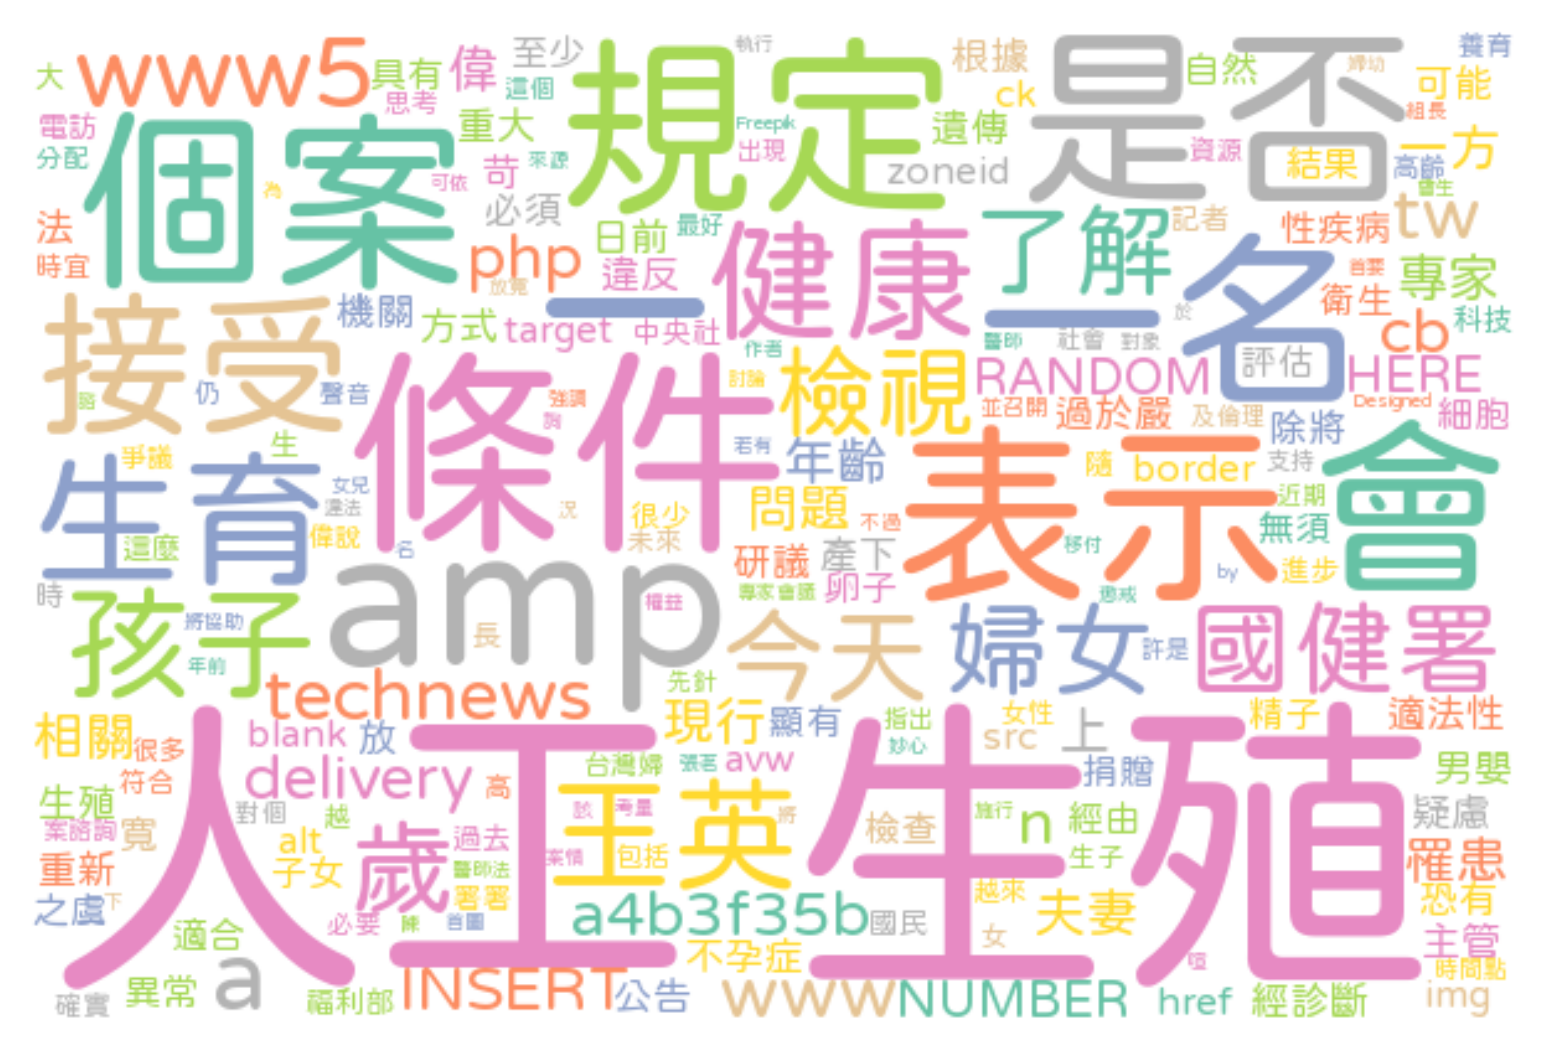 大 www5 具有 偉 至少 規定 執行 根據 是否 自然 婦幼 養育
思考 這個 ck 可能
電訪 個案 重大 Freepik 遺傳 組長
分配 苛 來源 出現 zoneid 資源 結果 高齡 一方
可依 為 必須 會生 tw
法 php 日前 最好 健康 了解 記者 性疾病
時宜 違反 名 首要 專家
接受 機關 一 衛生
方式 target 中央社 一 於 科技
作者 醫師 社會 對象 評估 cb
條件 檢視 RANDOM HERE
仍 聲音 強調 討論 並召開 過於嚴 Designed 細胞
及倫理 除將
爭議 生 若有 年齡 表示 隨 border 支持 會
生育 女兒 違法 問題 近期
這麼 偉說 況 很少 不過 無須
名 未來 研議 產下 移付 by 進步
時 amp 專家會議 卵子 懲戒
孩子 將協助 權益
年前 長 今天 婦女 許是 國健署
technews 先針
相關 很多 blank 放 現行 顯有 指出 女性 src 上 精子 適法性
人工生殖
符合 delivery 高 台灣婦 張茗 avw 妙心 捐贈 男嬰
生殖 對個 越 王英 考量 該 將 施行 n 經由 疑慮
案諮詢 寬 alt 過去 檢查
重新 子女 歲 醫師法 案情 包括 生子 罹患
之虞 下 署署 a4b3f35b 國民 越來 夫妻 恐有
適合 必要 陳 首圖 女 主管
異常 a 不孕症 時間點
確實 福利部 INSERT 公告 www NUMBER href 經診斷 img